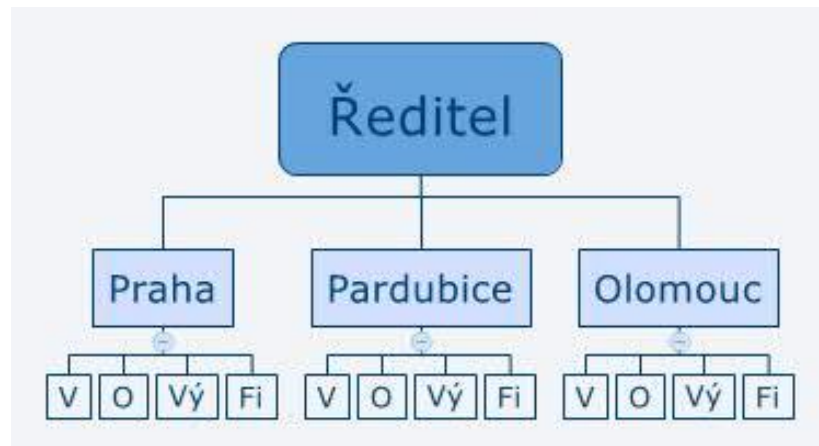 Ředitel
Praha Pardubice Olomouc
V O Vý Fi V O Vý Fi V O Vý Fi